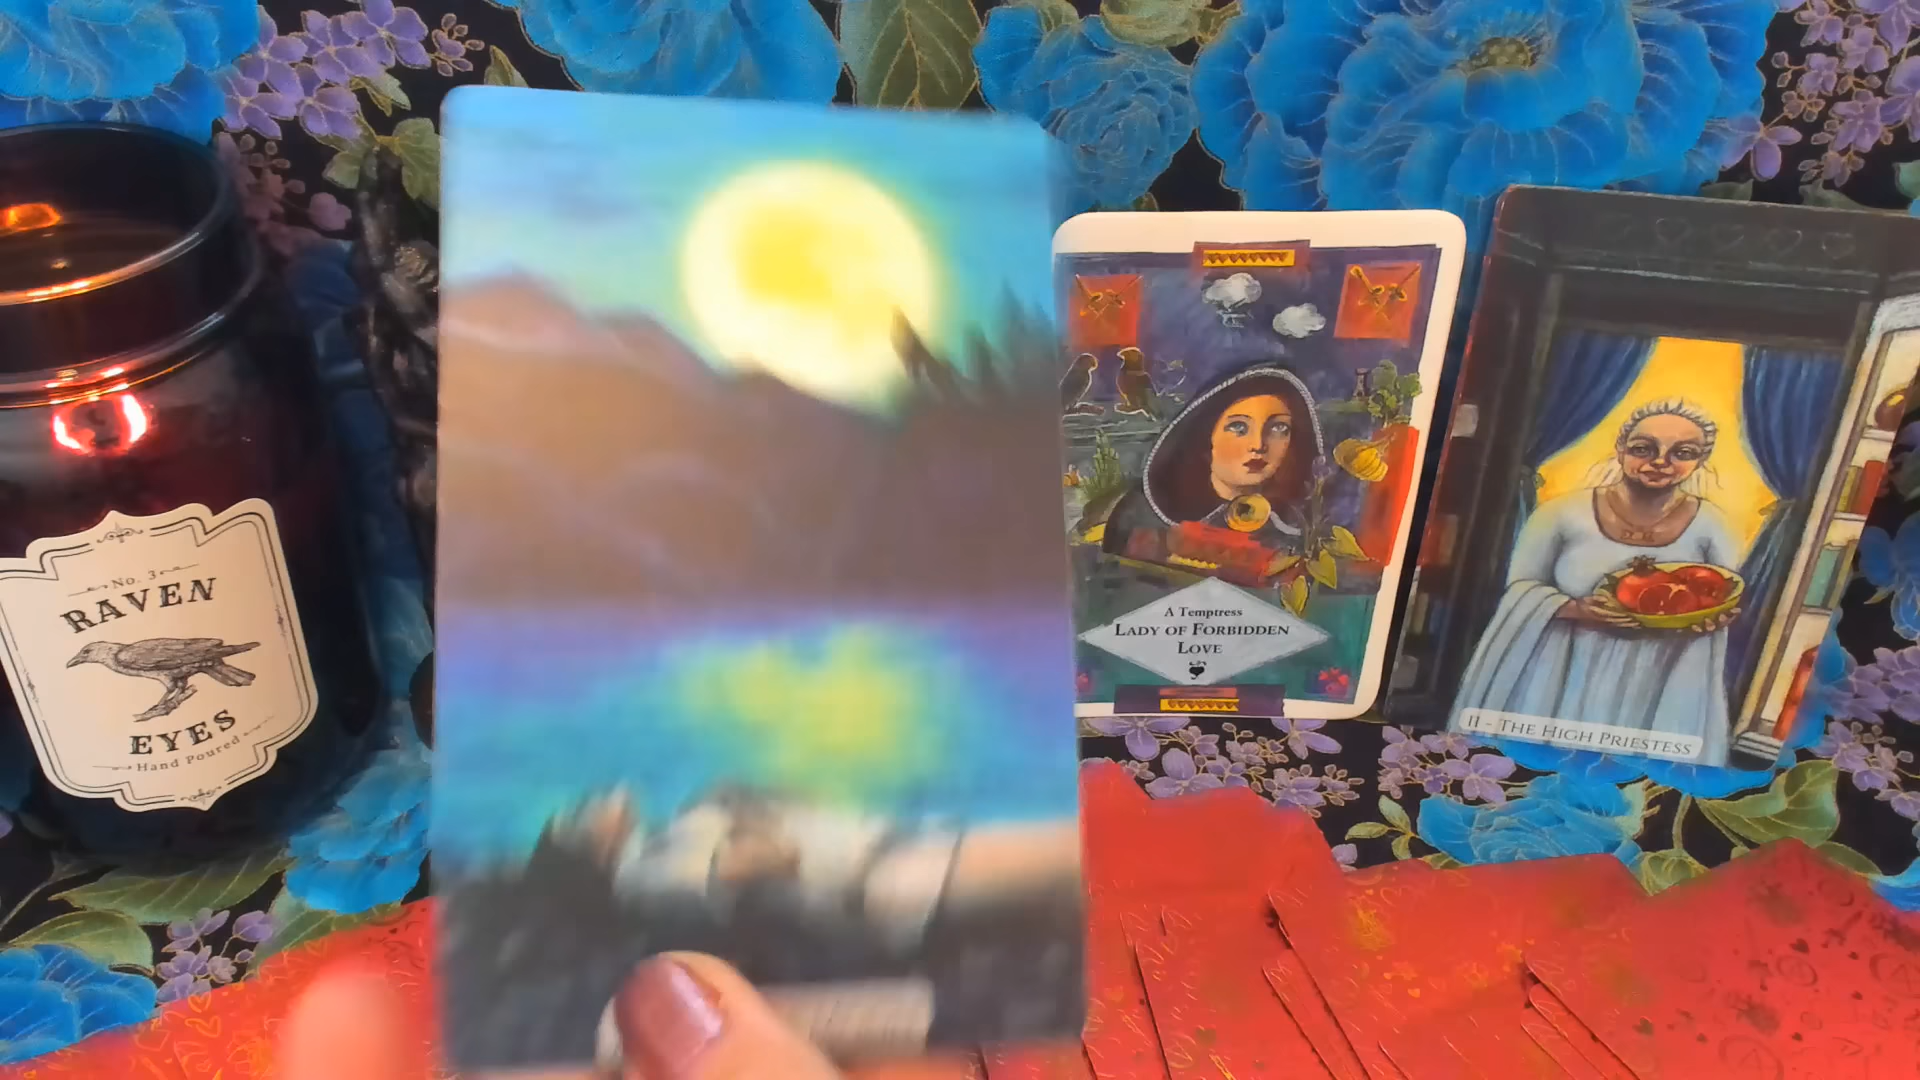 No. 3
RAVEN
EYES
Hand Poured
A Temptress
LADY OF FORBIDDEN
LOVE
II - THE HIGH PRIESTESS